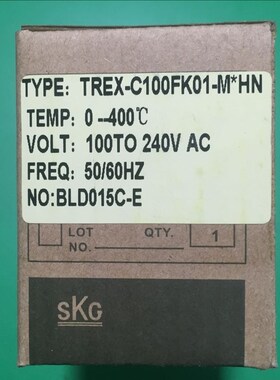 TYPE: TREX-C100FK01-M*HN
TEMP: 0 --400℃
VOLT: 100TO 240V AC
FREQ: 50/60HZ
NO:BLD015C-E
LOT NO. QTY. 1
sKG